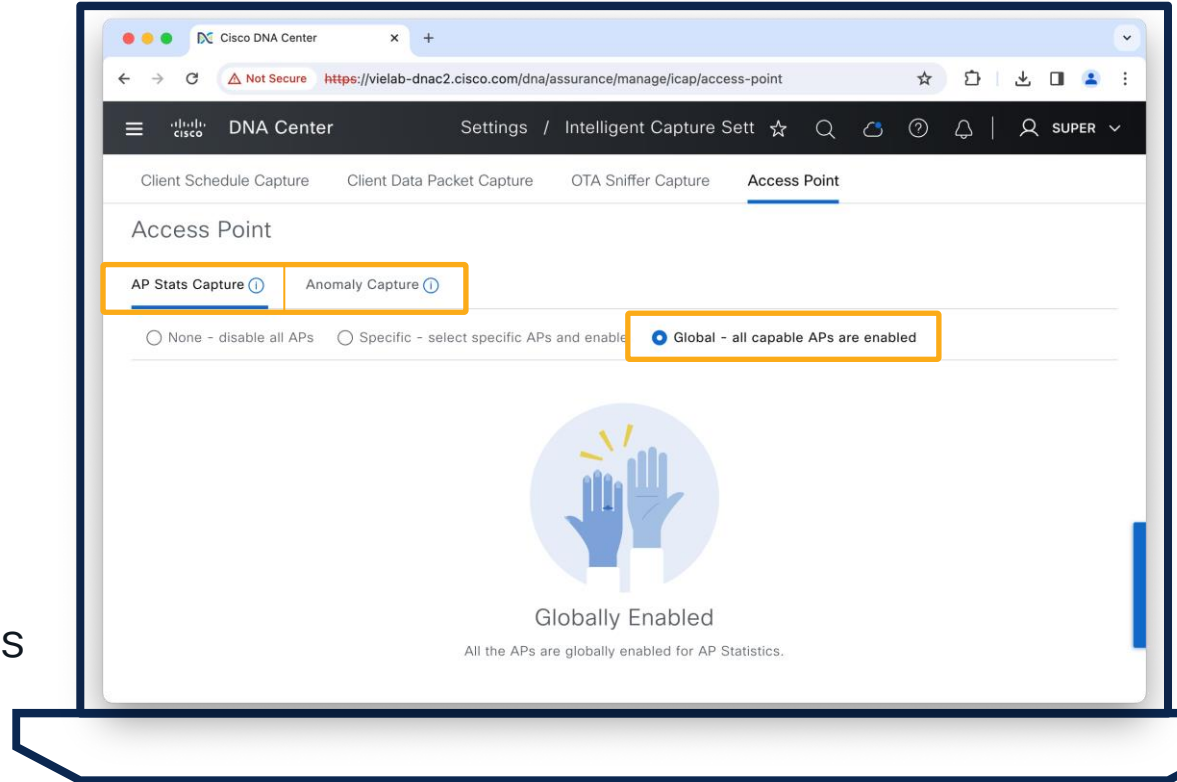 Cisco DNA Center
Not Secure https://vielab-dnac2.cisco.com/dna/assurance/manage/icap/access-point
cisco DNA Center Settings / Intelligent Capture Sett SUPER
Client Schedule Capture Client Data Packet Capture OTA Sniffer Capture Access Point
Access Point
AP Stats Capture Anomaly Capture
None - disable all APs Specific - select specific APs and enable Global - all capable APs are enabled
Globally Enabled
s
All the APs are globally enabled for AP Statistics.